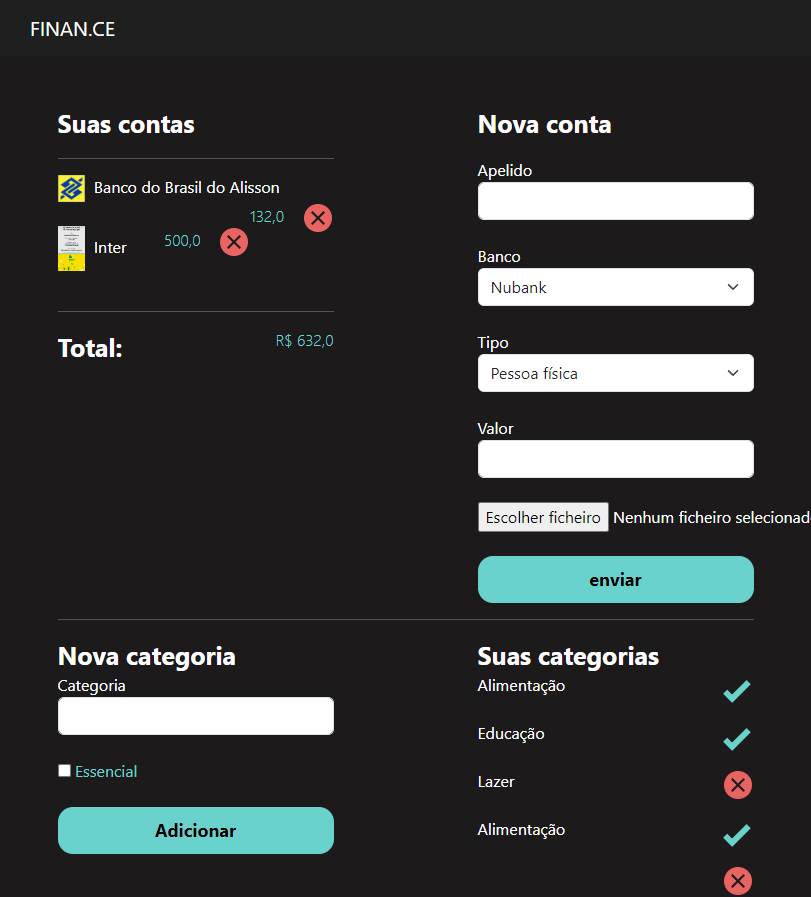 FINAN.CE
Suas contas
Banco do Brasil do Alisson
132,0
Inter
500,0
Total:
R$ 632,0
Nova conta
Apelido
Banco
Nubank
Tipo
Pessoa física
Valor
Escolher ficheiro Nenhum ficheiro selecionad
enviar
Nova categoria
Categoria
Essencial
Adicionar
Suas categorias
Alimentação
Educação
Lazer
Alimentação